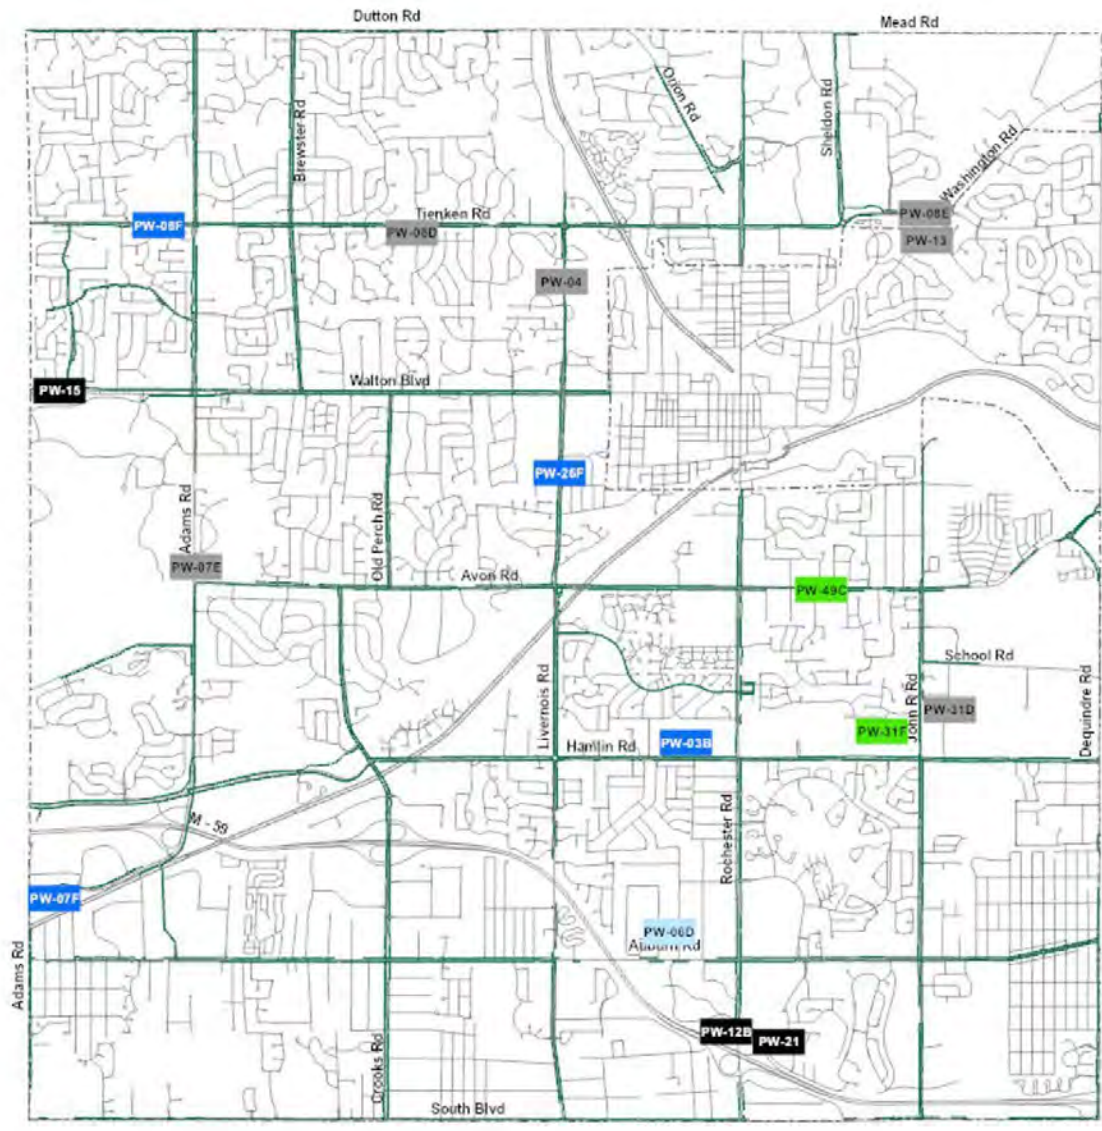 Dutton Rd
Mead Rd
Orion Rd
Sheldon Rd
Brewster Rd
Washington Rd
Tienken Rd
PW-08F
PW-08D
PW-08E
PW-13
PW-04
Walton Blvd
PW-15
PW-26F
Adams Rd
Old Perch Rd
PW-07E
Avon Rd
PW-49C
School Rd
Livernois Rd
John R Rd
Dequindre Rd
PW-31D
PW-31F
Hamlin Rd
PW-03B
M - 59
Rochester Rd
PW-07F
PW-06D
Auburn Rd
Adams Rd
PW-12B
PW-21
Crooks Rd
South Blvd